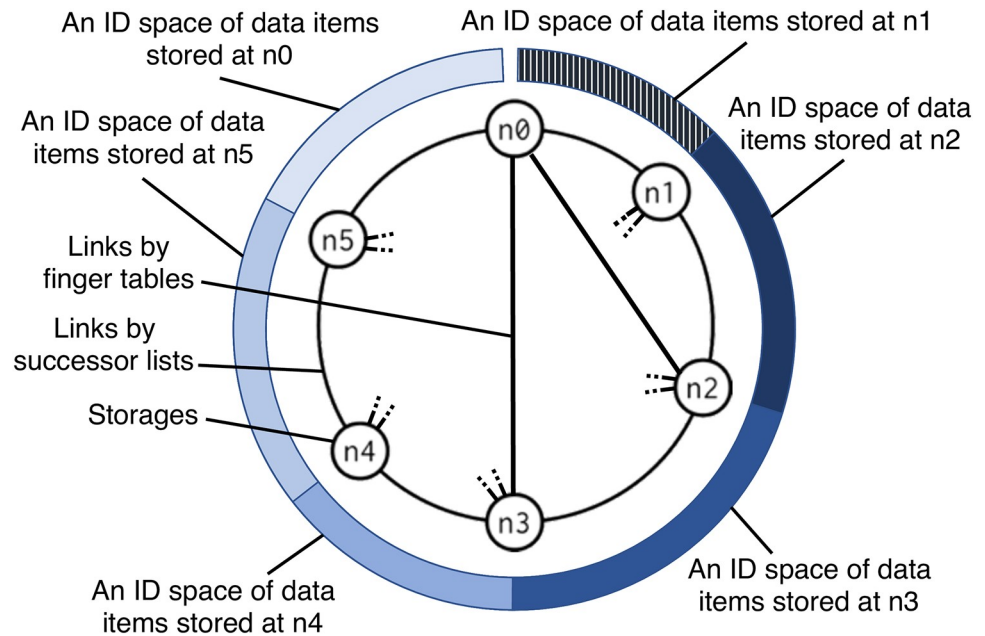 An ID space of data items
stored at n0
An ID space of data items stored at n1
An ID space of data
items stored at n5
An ID space of data
items stored at n2
n0
n1
n5
Links by
finger tables
Links by
successor lists
n2
Storages
n4
n3
An ID space of data
items stored at n4
An ID space of data
items stored at n3